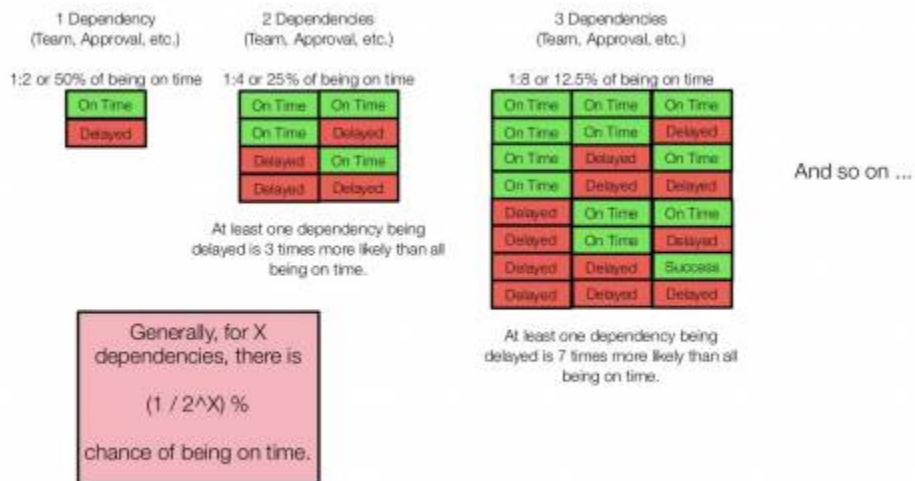 1 Dependency
(Team, Approval, etc.)
1:2 or 50% of being on time
On Time
Delayed
2 Dependencies
(Team, Approval, etc.)
1:4 or 25% of being on time
On Time On Time
On Time Delayed
Delayed On Time
Delayed Delayed
At least one dependency being
delayed is 3 times more likely than all
being on time.
3 Dependencies
(Team, Approval, etc.)
1:8 or 12.5% of being on time
On Time On Time On Time
On Time On Time Delayed
On Time Delayed On Time
On Time Delayed Delayed
Delayed On Time On Time
Delayed On Time Delayed
Delayed Delayed Success
Delayed Delayed Delayed
At least one dependency being
delayed is 7 times more likely than all
being on time.
And so on ...
Generally, for X
dependencies, there is
(1 / 2^X) %
chance of being on time.